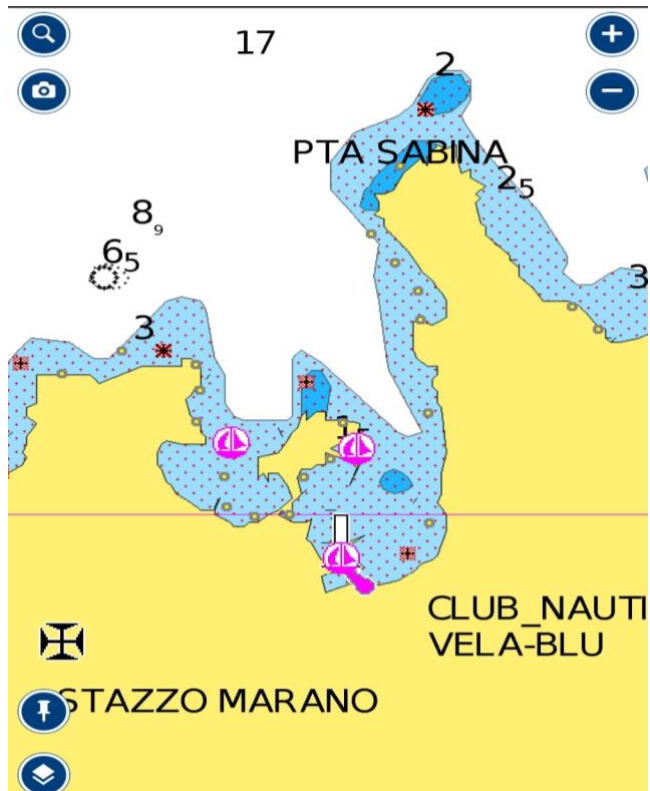 17
2
PTA SABINA
2₅
8₉
6₅
3
3
CLUB_NAUTI
VELA-BLU
STAZZO MARANO